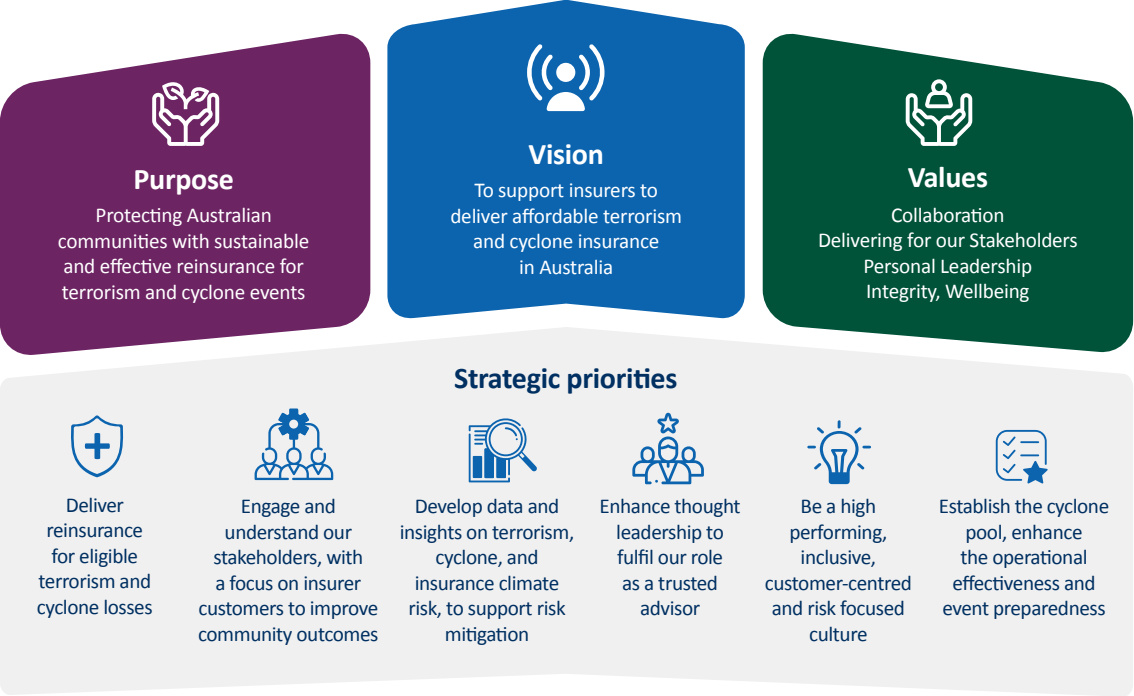 Purpose
Protecting Australian
communities with sustainable
and effective reinsurance for
terrorism and cyclone events
Vision
To support insurers to
deliver affordable terrorism
and cyclone insurance
in Australia
Values
Collaboration
Delivering for our Stakeholders
Personal Leadership
Integrity, Wellbeing
Strategic priorities
Deliver
reinsurance
for eligible
terrorism and
cyclone losses
Engage and
understand our
stakeholders, with
a focus on insurer
customers to improve
community outcomes
Develop data and
insights on terrorism,
cyclone, and
insurance climate
risk, to support risk
mitigation
Enhance thought
leadership to
fulfil our role
as a trusted
advisor
Be a high
performing,
inclusive,
customer-centred
and risk focused
culture
Establish the cyclone
pool, enhance
the operational
effectiveness and
event preparedness